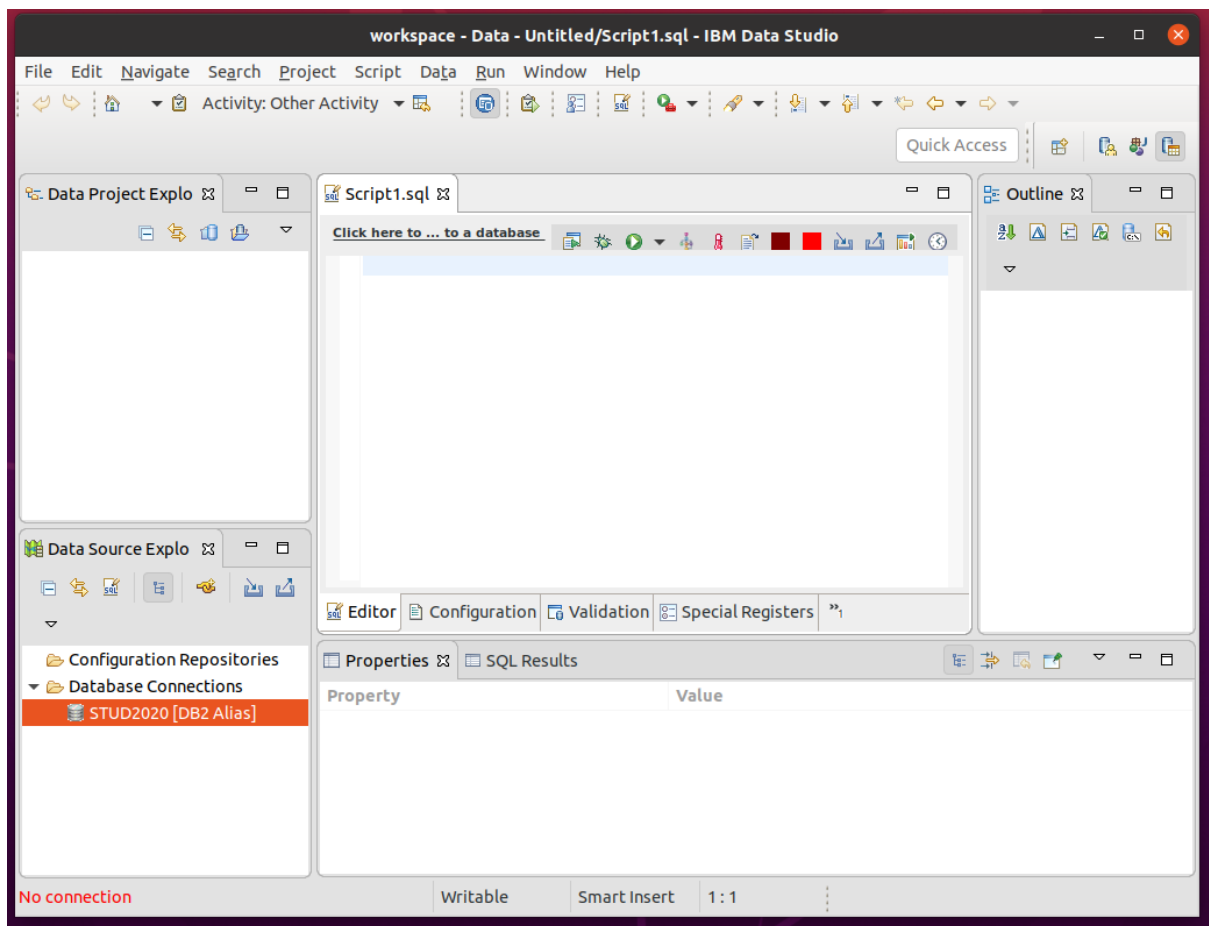 workspace - Data - Untitled/Script1.sql - IBM Data Studio
File Edit Navigate Search Project Script Data Run Window Help
Activity: Other Activity
Quick Access
Data Project Explo
Script1.sql
Outline
Click here to ... to a database
Data Source Explo
Editor Configuration Validation Special Registers »1
Configuration Repositories
Database Connections
STUD2020 [DB2 Alias]
Properties SQL Results
Property Value
No connection Writable Smart Insert 1 : 1